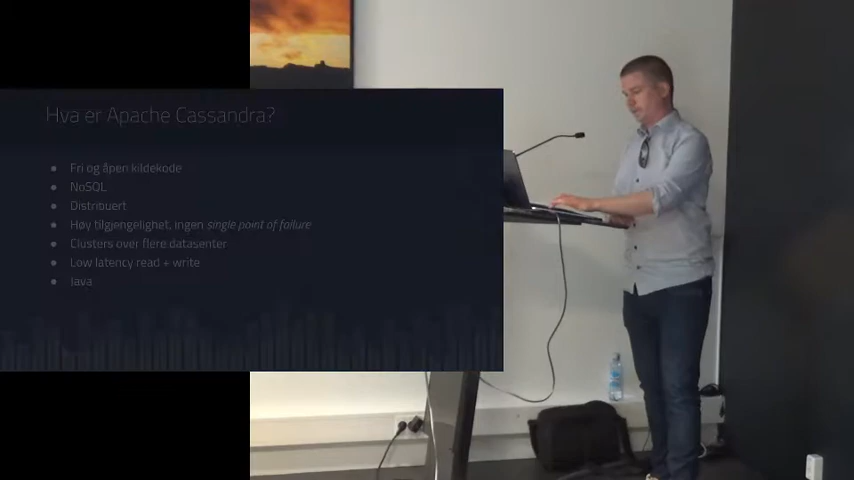 Hva er Apache Cassandra?
Fri og åpen kildekode
NoSQL
Distribuert
Høy tilgjengelighet, ingen single point of failure
Clusters over flere datasenter
Low latency read + write
Java